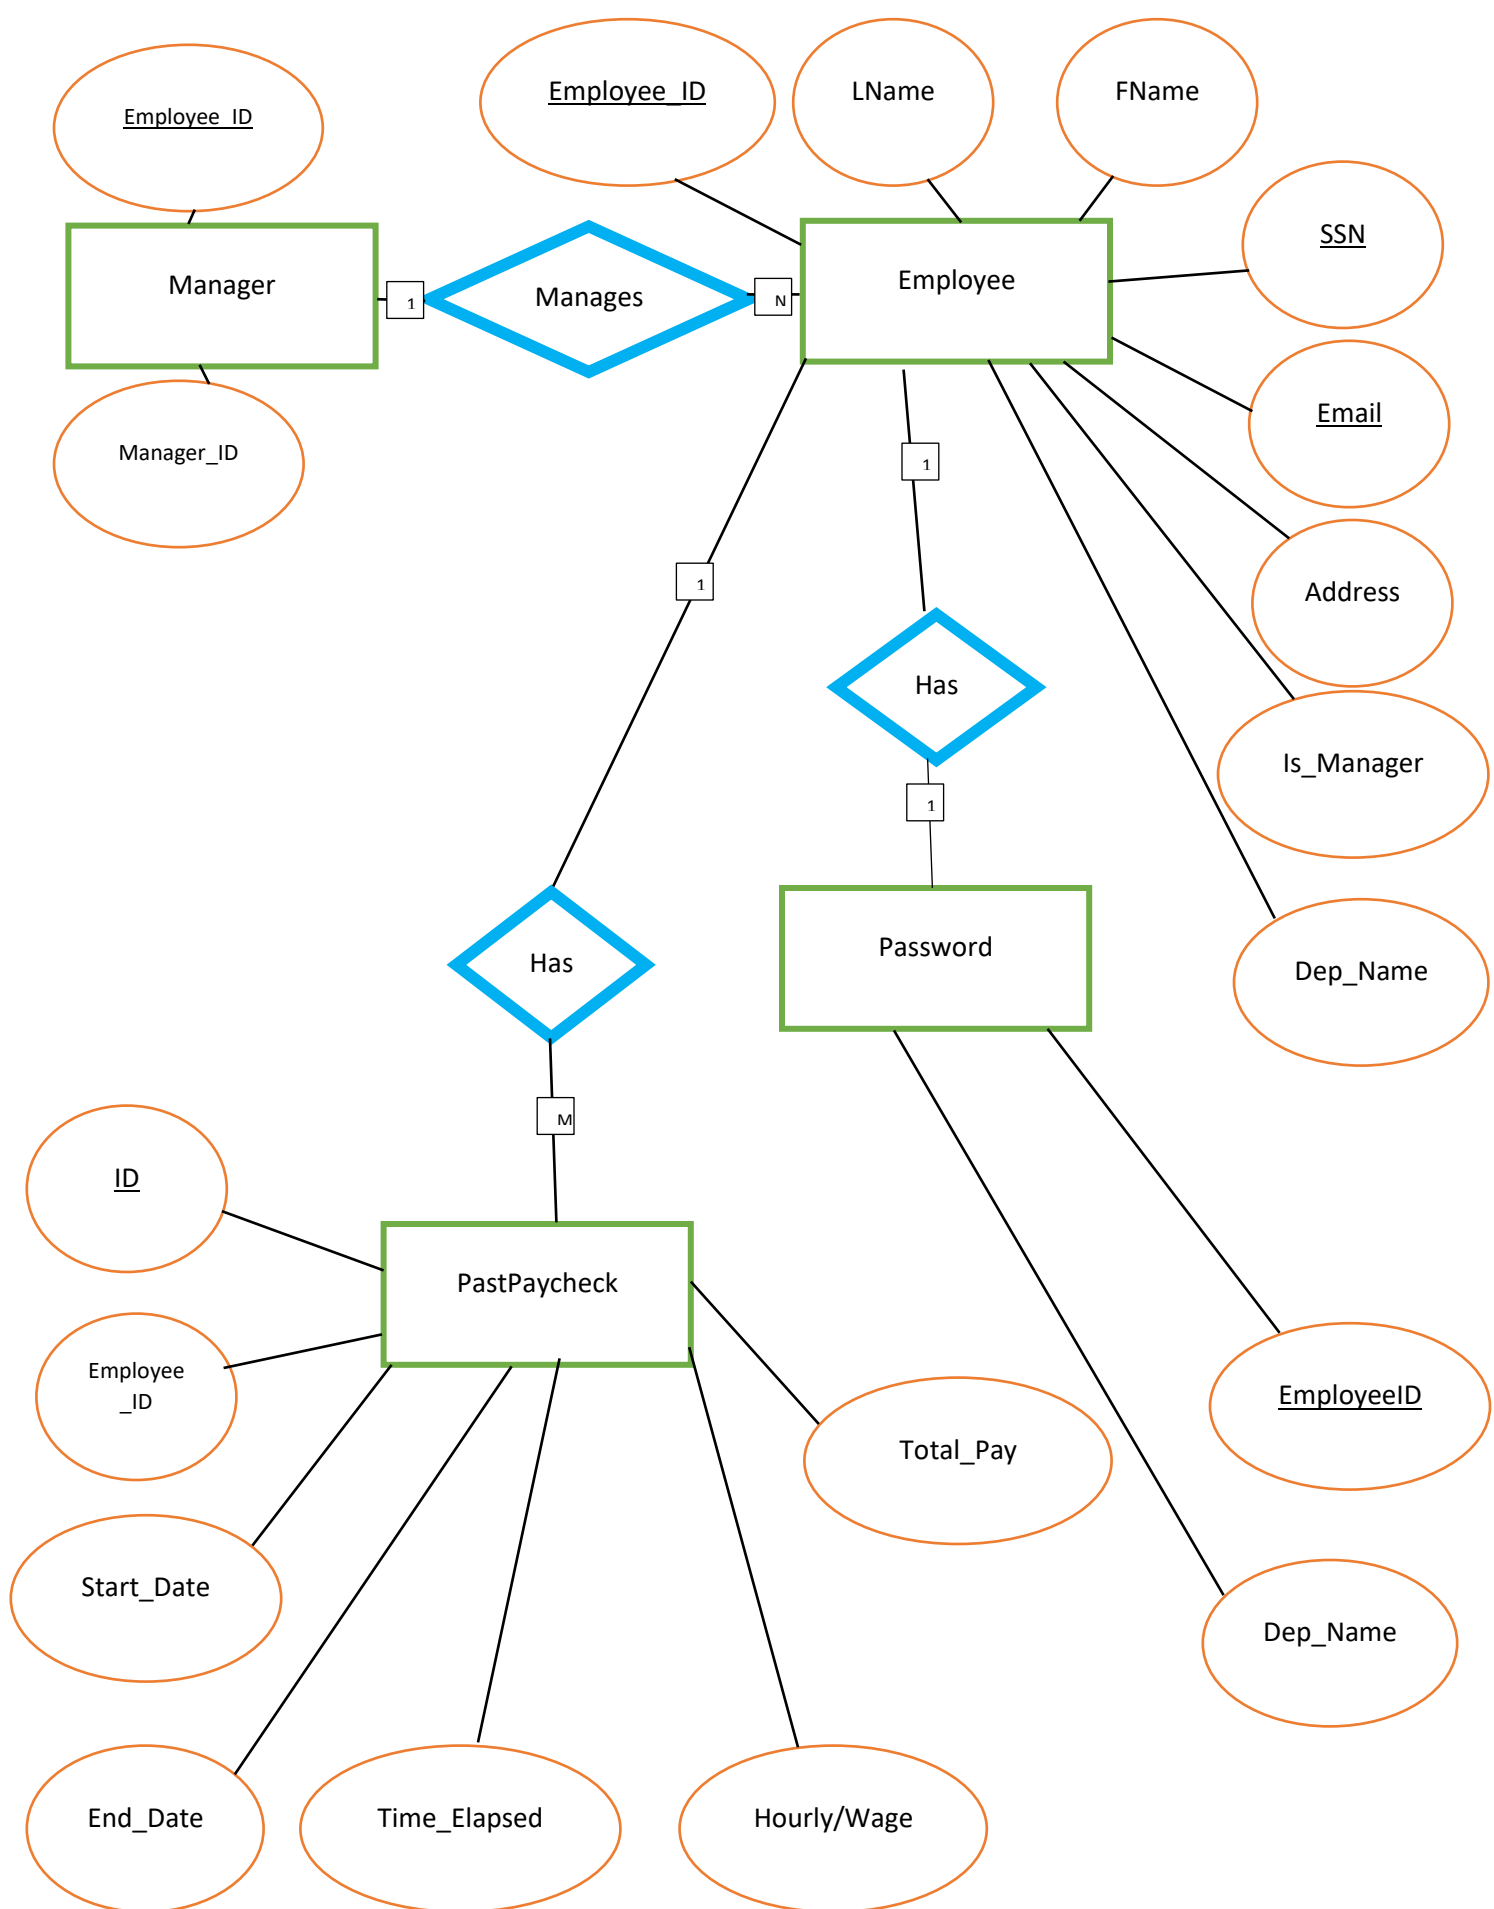 Employee_ID
LName
FName
Employee_ID
SSN
Manager
Manages
Employee
1
N
Email
Manager_ID
1
1
Address
Has
Is_Manager
1
Password
Has
Dep_Name
M
ID
PastPaycheck
Employee
_ID
EmployeeID
Total_Pay
Start_Date
Dep_Name
End_Date
Time_Elapsed
Hourly/Wage